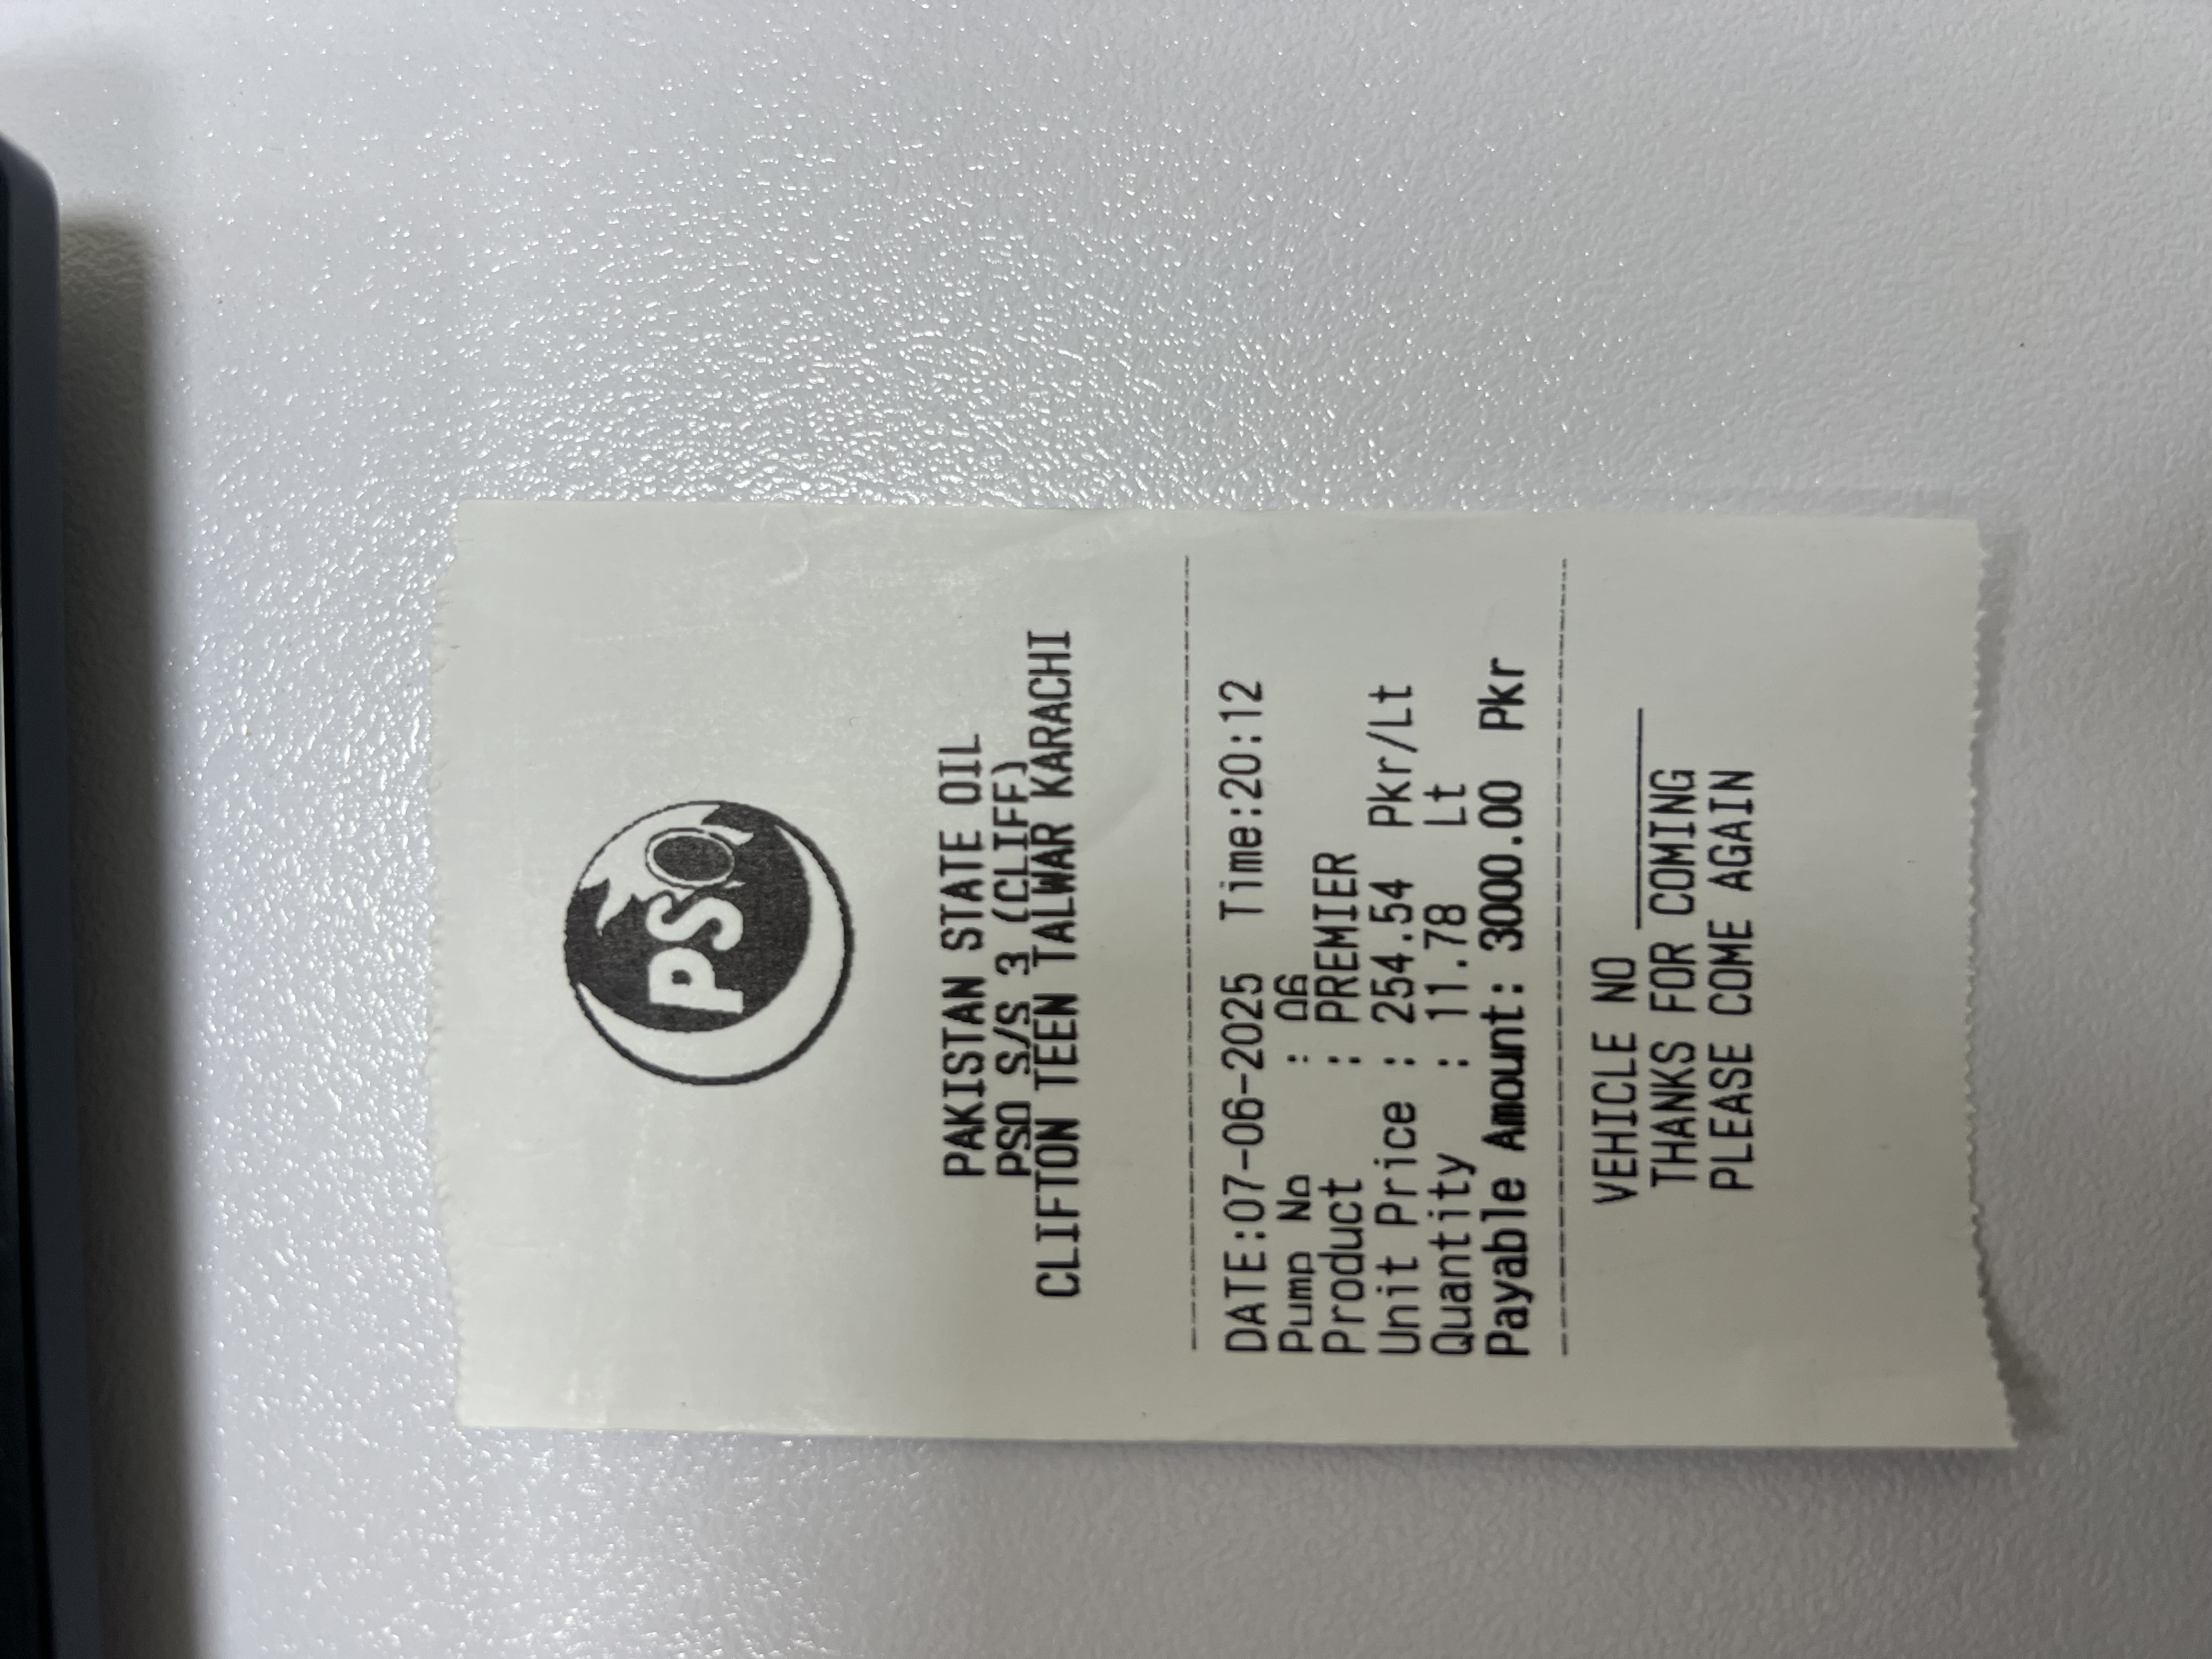 PSO
PAKISTAN STATE OIL
PSO S/S 3 (CLIFF)
CLIFTON TEEN TALWAR KARACHI
DATE:07-06-2025 Time:20:12
Pump No : 06
Product : PREMIER
Unit Price : 254.54 Pkr/Lt
Quantity : 11.78 Lt
Payable Amount: 3000.00 Pkr
VEHICLE NO _________
THANKS FOR COMING
PLEASE COME AGAIN